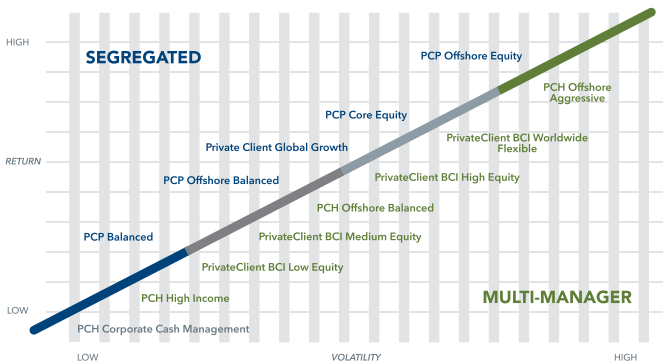 HIGH
SEGREGATED
PCP Offshore Equity
PCH Offshore
Aggressive
PCP Core Equity
PrivateClient BCI Worldwide
Flexible
Private Client Global Growth
RETURN
PCP Offshore Balanced
PrivateClient BCI High Equity
PCH Offshore Balanced
PCP Balanced
PrivateClient BCI Medium Equity
PrivateClient BCI Low Equity
PCH High Income
MULTI-MANAGER
LOW
PCH Corporate Cash Management
LOW
VOLATILITY
HIGH